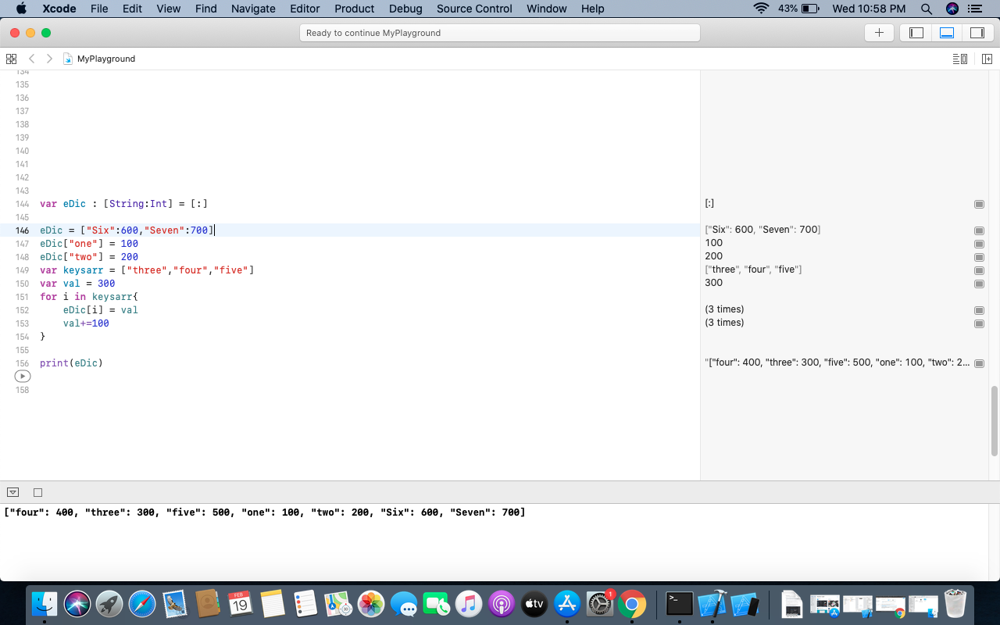 Xcode File Edit View Find Navigate Editor Product Debug Source Control Window Help 43% Wed 10:58 PM
Ready to continue MyPlayground
MyPlayground
134
135
136
137
138
139
140
141
142
143
144 var eDic : [String:Int] = [:] [:]
145
146 eDic = ["Six":600,"Seven":700] ["Six": 600, "Seven": 700]
147 eDic["one"] = 100 100
148 eDic["two"] = 200 200
149 var keysarr = ["three","four","five"] ["three", "four", "five"]
150 var val = 300 300
151 for i in keysarr{
152 eDic[i] = val (3 times)
153 val+=100 (3 times)
154 }
155
156 print(eDic) "["four": 400, "three": 300, "five": 500, "one": 100, "two": 2...
158
["four": 400, "three": 300, "five": 500, "one": 100, "two": 200, "Six": 600, "Seven": 700]
FEB
19
tv
1
>_